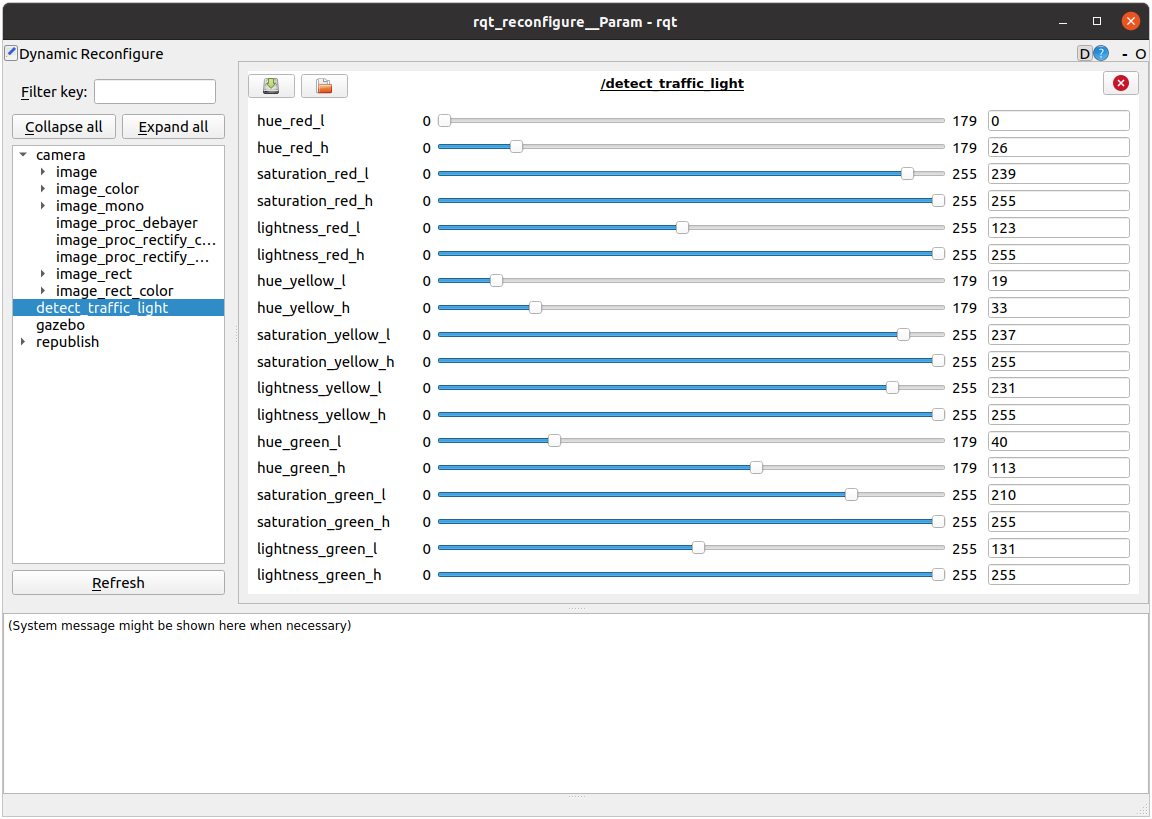 rqt_reconfigure__Param - rqt
Dynamic Reconfigure
D ? - O
Filter key:
Collapse all Expand all
camera
image
image_color
image_mono
image_proc_debayer
image_proc_rectify_c...
image_proc_rectify_...
image_rect
image_rect_color
detect_traffic_light
gazebo
republish
Refresh
/detect_traffic_light
hue_red_l 0 179 0
hue_red_h 0 179 26
saturation_red_l 0 255 239
saturation_red_h 0 255 255
lightness_red_l 0 255 123
lightness_red_h 0 255 255
hue_yellow_l 0 179 19
hue_yellow_h 0 179 33
saturation_yellow_l 0 255 237
saturation_yellow_h 0 255 255
lightness_yellow_l 0 255 231
lightness_yellow_h 0 255 255
hue_green_l 0 179 40
hue_green_h 0 179 113
saturation_green_l 0 255 210
saturation_green_h 0 255 255
lightness_green_l 0 255 131
lightness_green_h 0 255 255
(System message might be shown here when necessary)